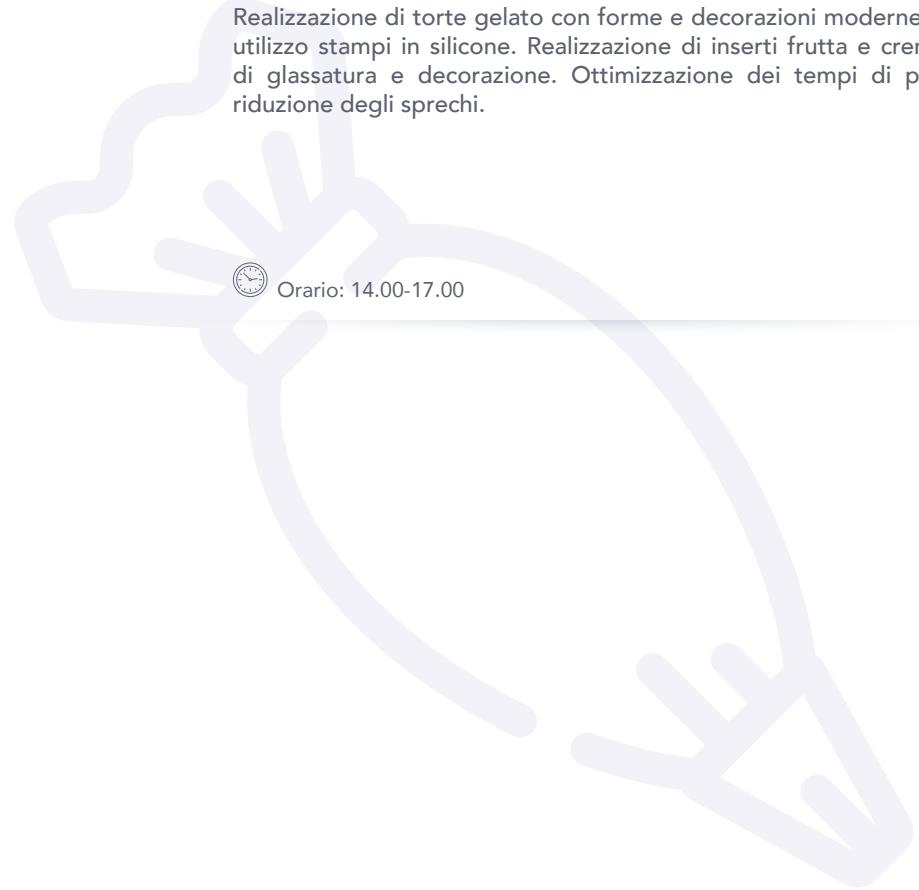 Realizzazione di torte gelato con forme e decorazioni moderne
utilizzo stampi in silicone. Realizzazione di inserti frutta e
di glassatura e decorazione. Ottimizzazione dei tempi di
riduzione degli sprechi.
Orario: 14.00-17.00